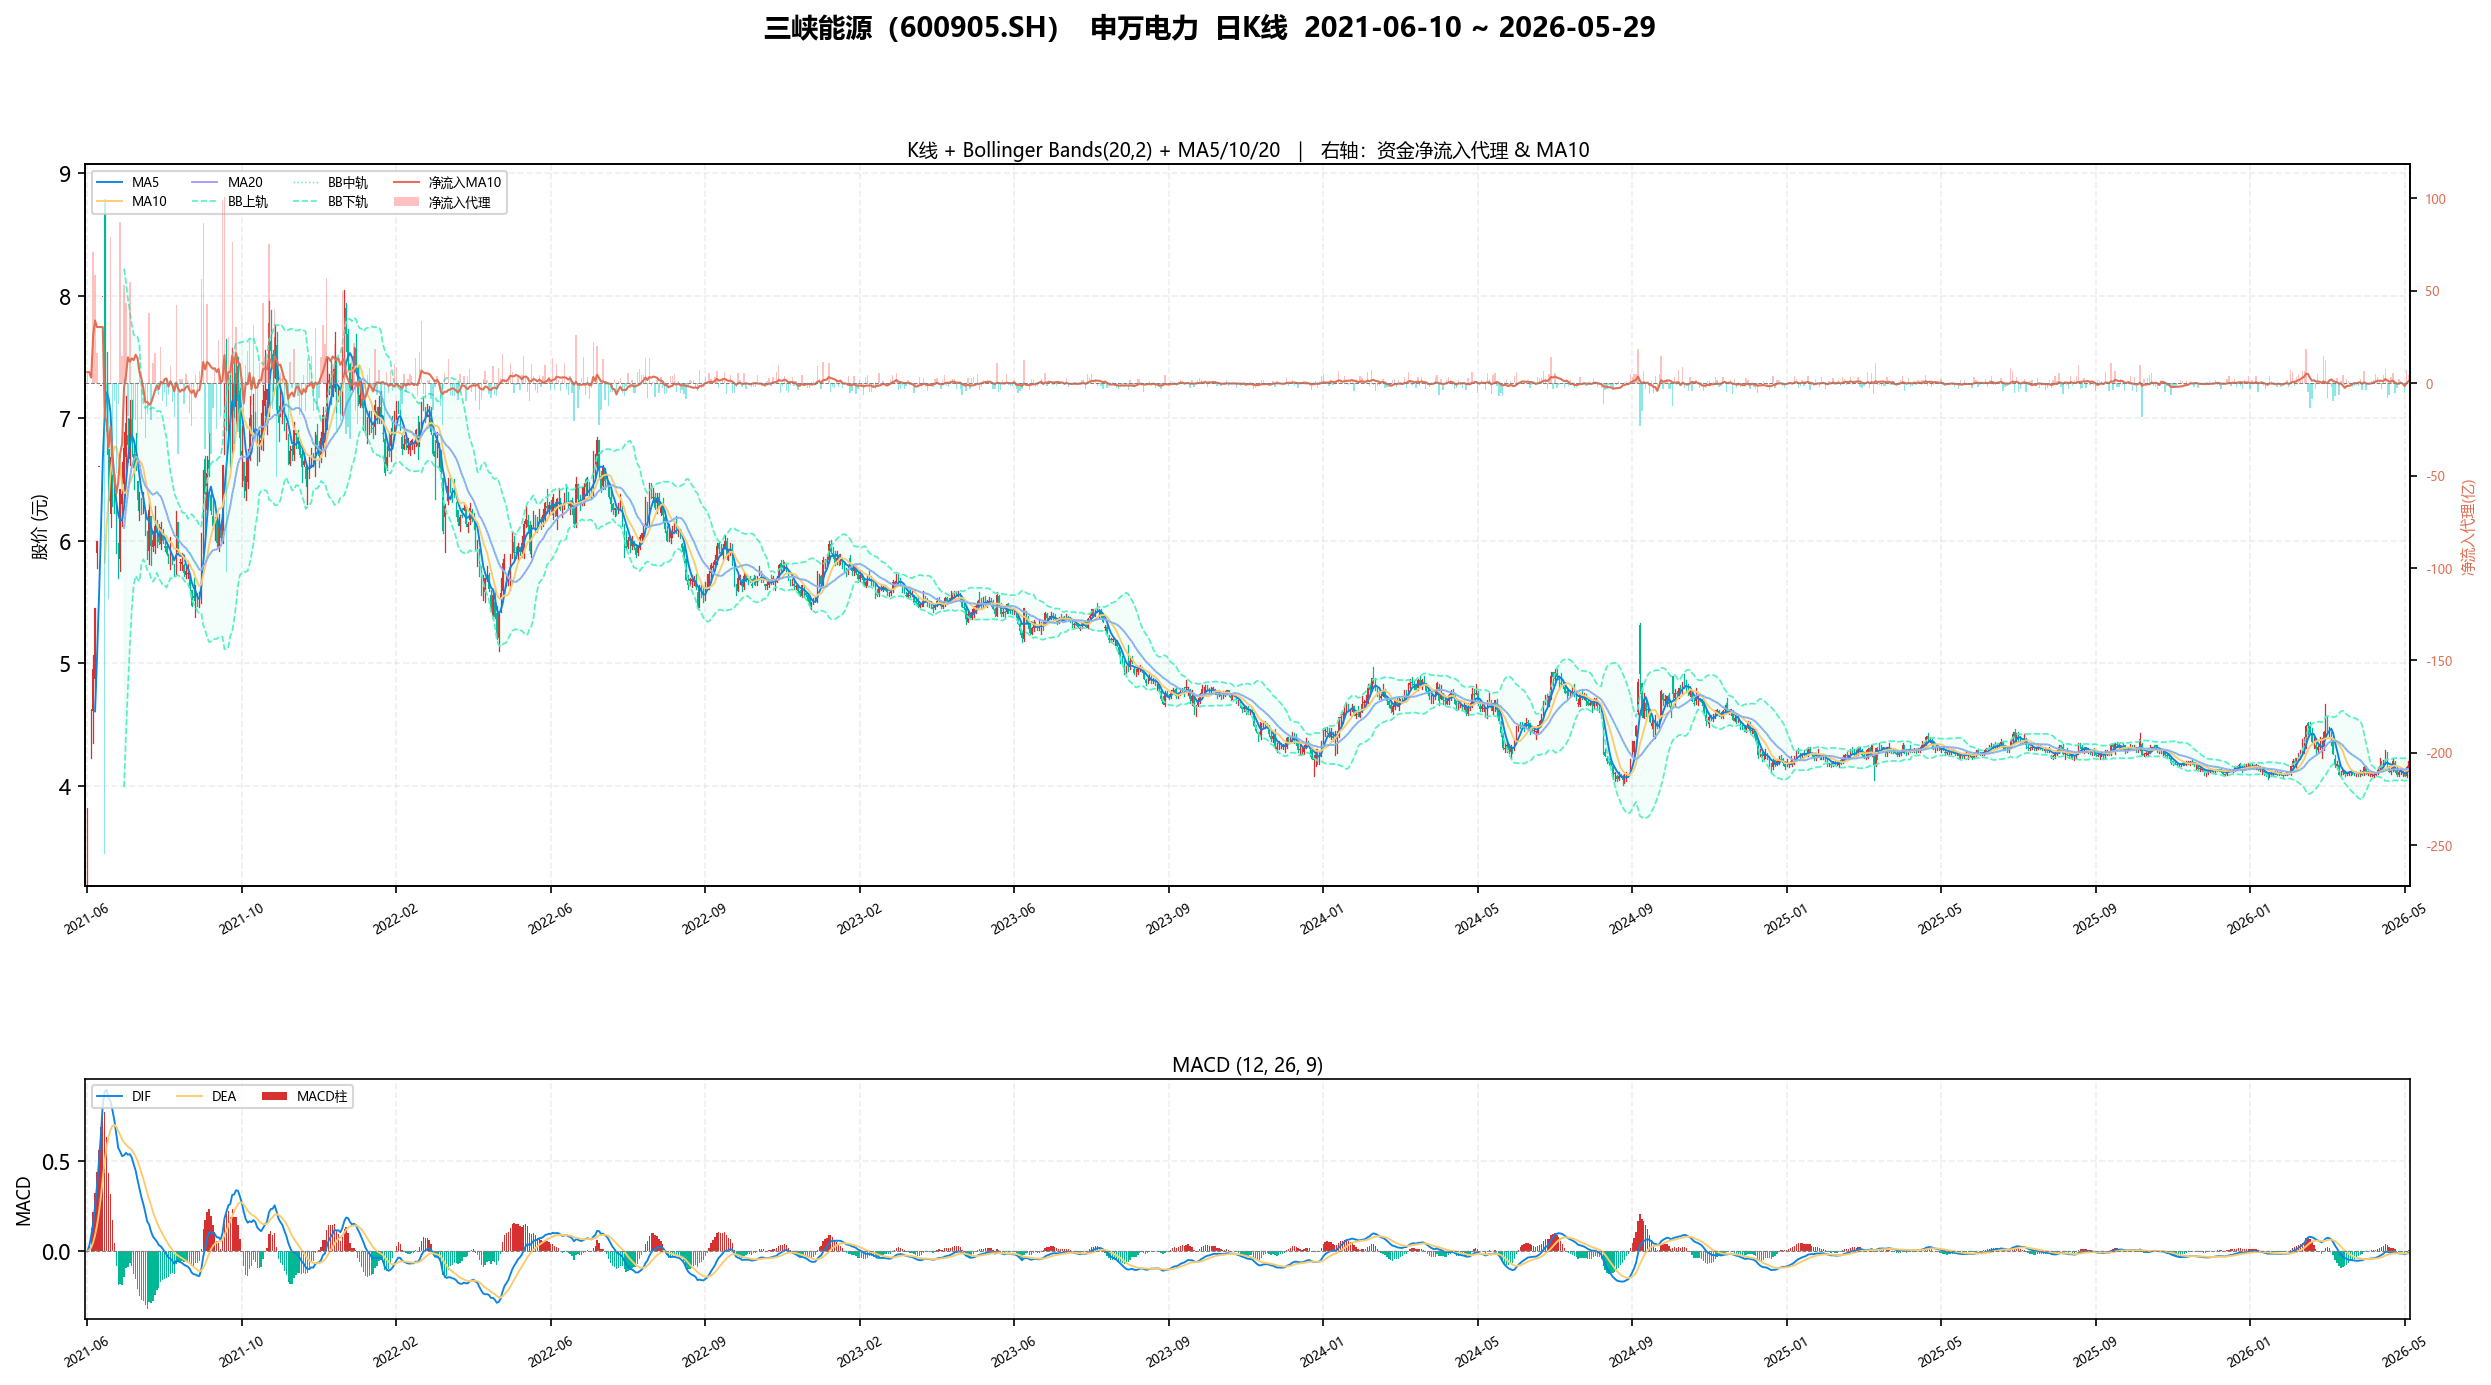 三峡能源（600905.SH） 申万电力 日K线 2021-06-10 ~ 2026-05-29
K线 + Bollinger Bands(20,2) + MA5/10/20 | 右轴：资金净流入代理 & MA10
MA5 MA20 BB中轨 净流入MA10
MA10 BB上轨 BB下轨 净流入代理
股价 (元)
9
8
7
6
5
4
100
50
0
-50
-100
-150
-200
-250
净流入代理(亿)
2021-06 2021-10 2022-02 2022-06 2022-09 2023-02 2023-06 2023-09 2024-01 2024-05 2024-09 2025-01 2025-05 2025-09 2026-01 2026-05
MACD (12, 26, 9)
DIF DEA MACD柱
MACD
0.5
0.0
2021-06 2021-10 2022-02 2022-06 2022-09 2023-02 2023-06 2023-09 2024-01 2024-05 2024-09 2025-01 2025-05 2025-09 2026-01 2026-05